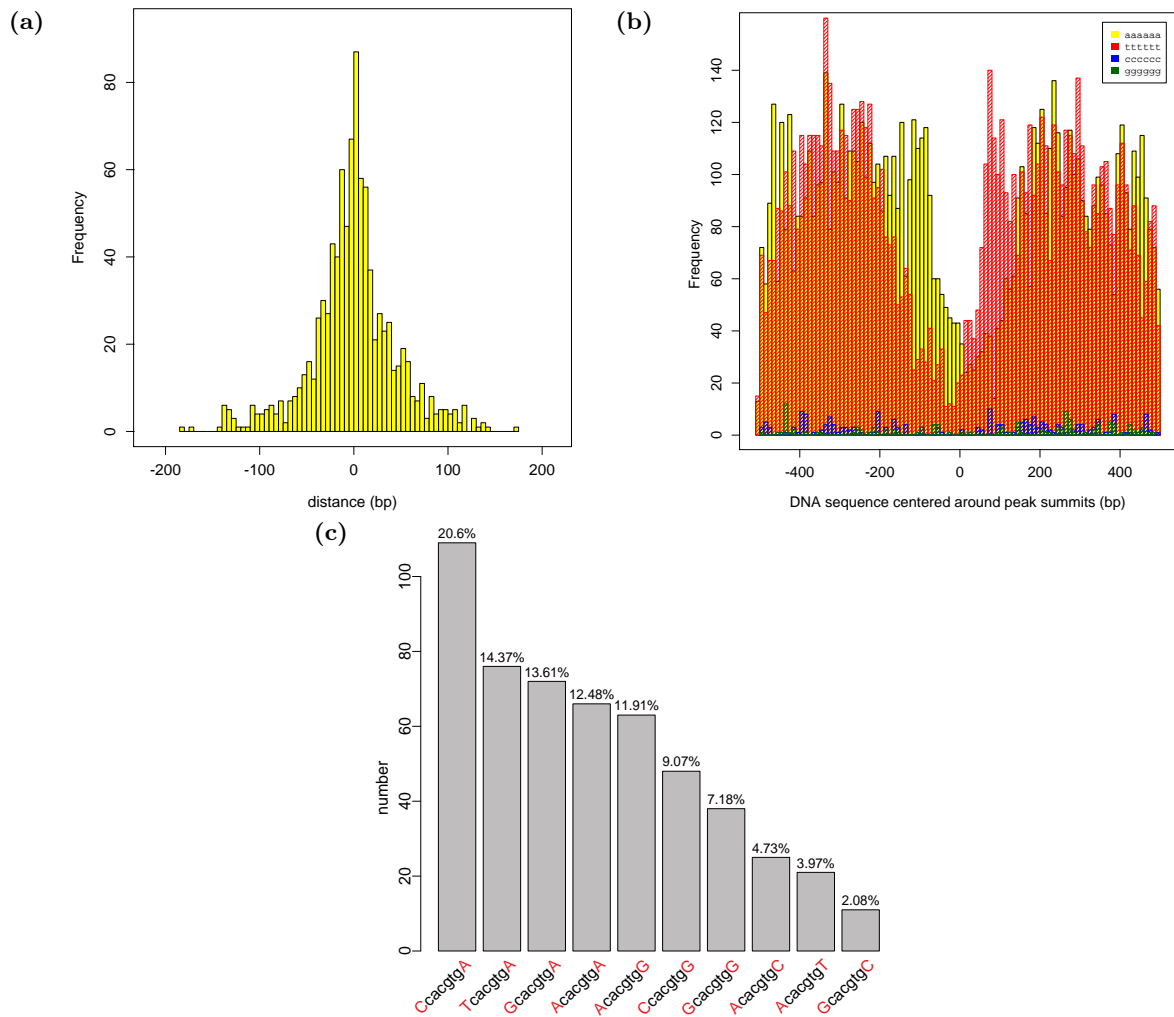 (a)
Frequency
0 20 40 60 80
-200 -100 0 100 200
distance (bp)
(b)
aaaaaa
tttttt
cccccc
gggggg
Frequency
0 20 40 60 80 100 120 140
-400 -200 0 200 400
DNA sequence centered around peak summits (bp)
(c)
number
0 20 40 60 80 100
20.6%
14.37%
13.61%
12.48%
11.91%
9.07%
7.18%
4.73%
3.97%
2.08%
CcacgtgA
TcacgtgA
GcacgtgA
AcacgtgA
AcacgtgG
CcacgtgG
GcacgtgG
AcacgtgC
AcacgtgT
GcacgtgC